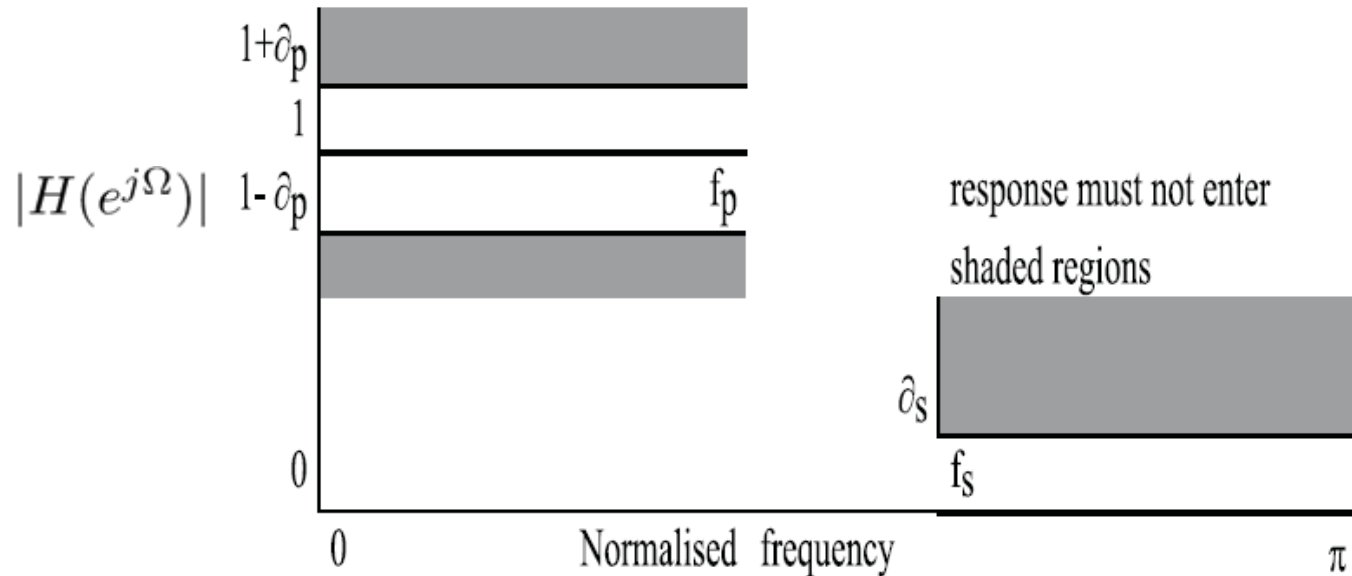 1+∂p
1
|H(e^{jΩ})| 1-∂p
fp
response must not enter
shaded regions
∂s
0
fs
0 Normalised frequency π